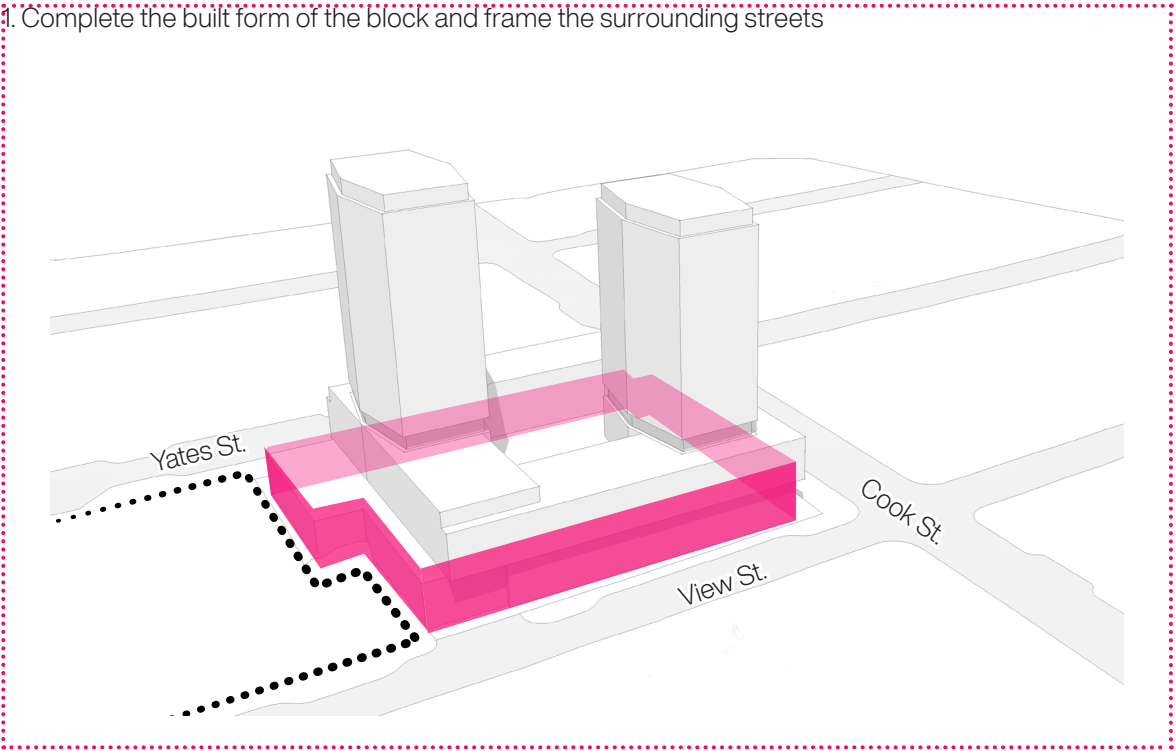 1. Complete the built form of the block and frame the surrounding streets
Yates St.
Cook St.
View St.